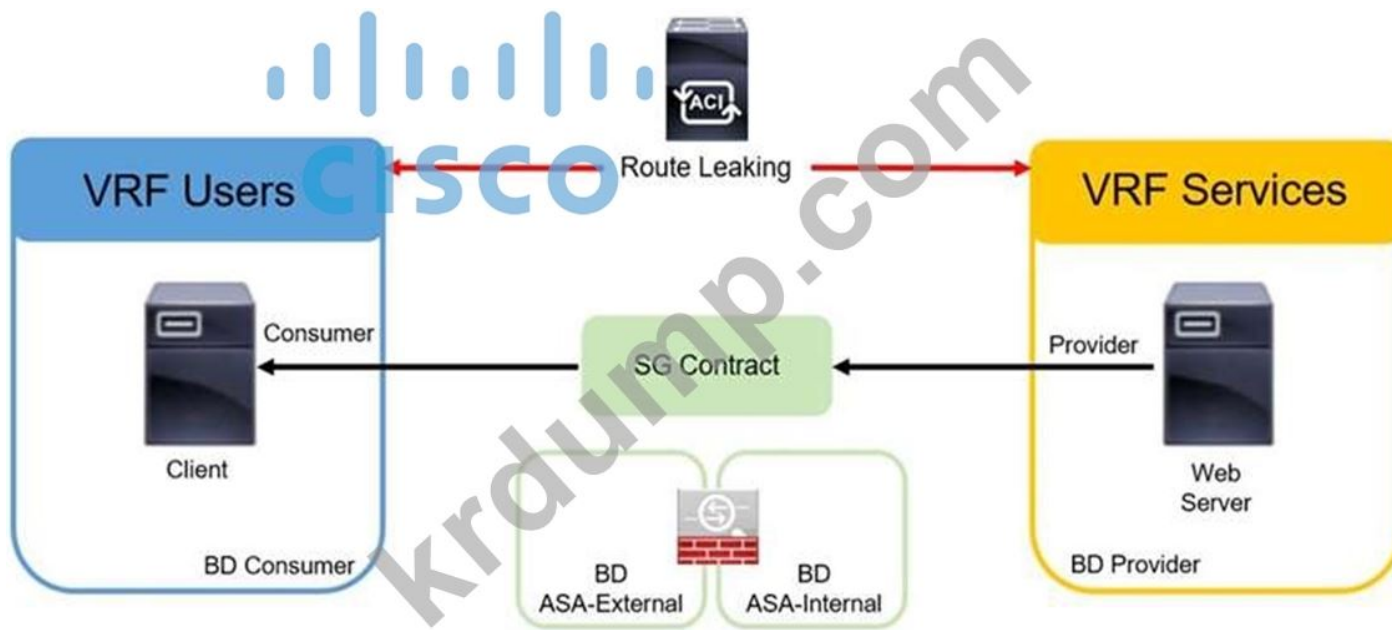 CISCO
ACI
Route Leaking
VRF Users
VRF Services
Consumer
SG Contract
Provider
Client
Web
Server
BD Consumer
BD
ASA-External
BD
ASA-Internal
BD Provider
krdump.com